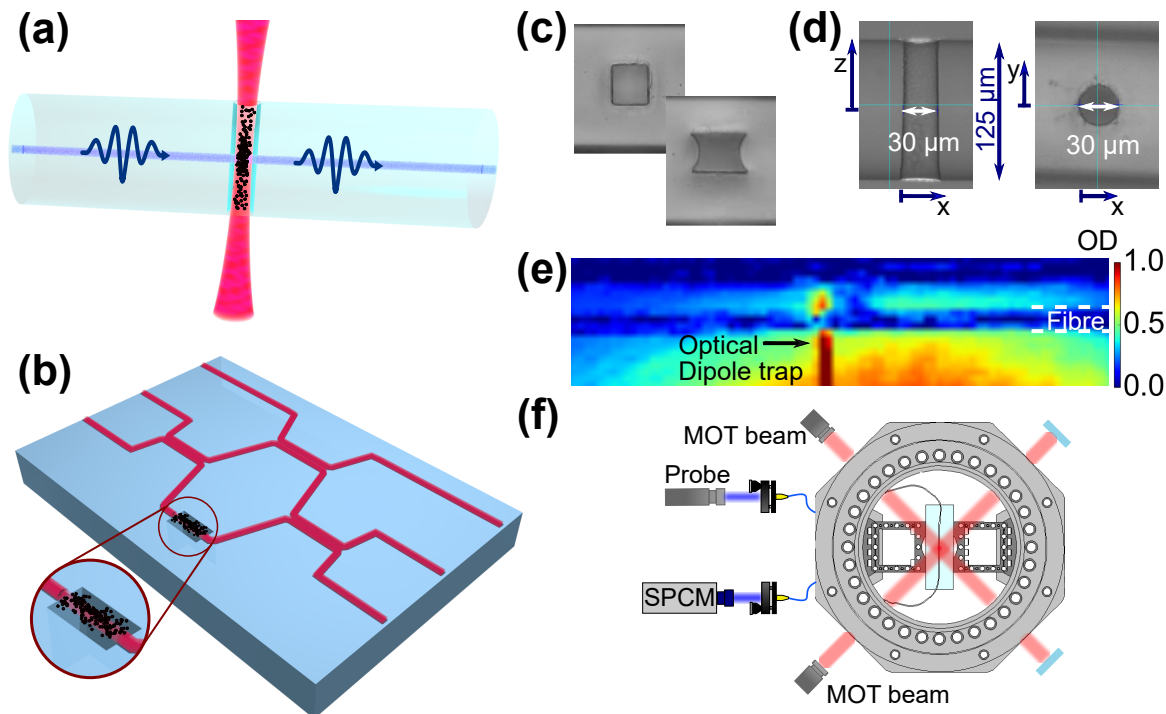 (a)
(b)
(c)
(d)
z
125 µm
30 µm
x
y
30 µm
x
(e)
OD
1.0
0.5
0.0
Fibre
Optical
Dipole trap
(f)
MOT beam
Probe
SPCM
MOT beam